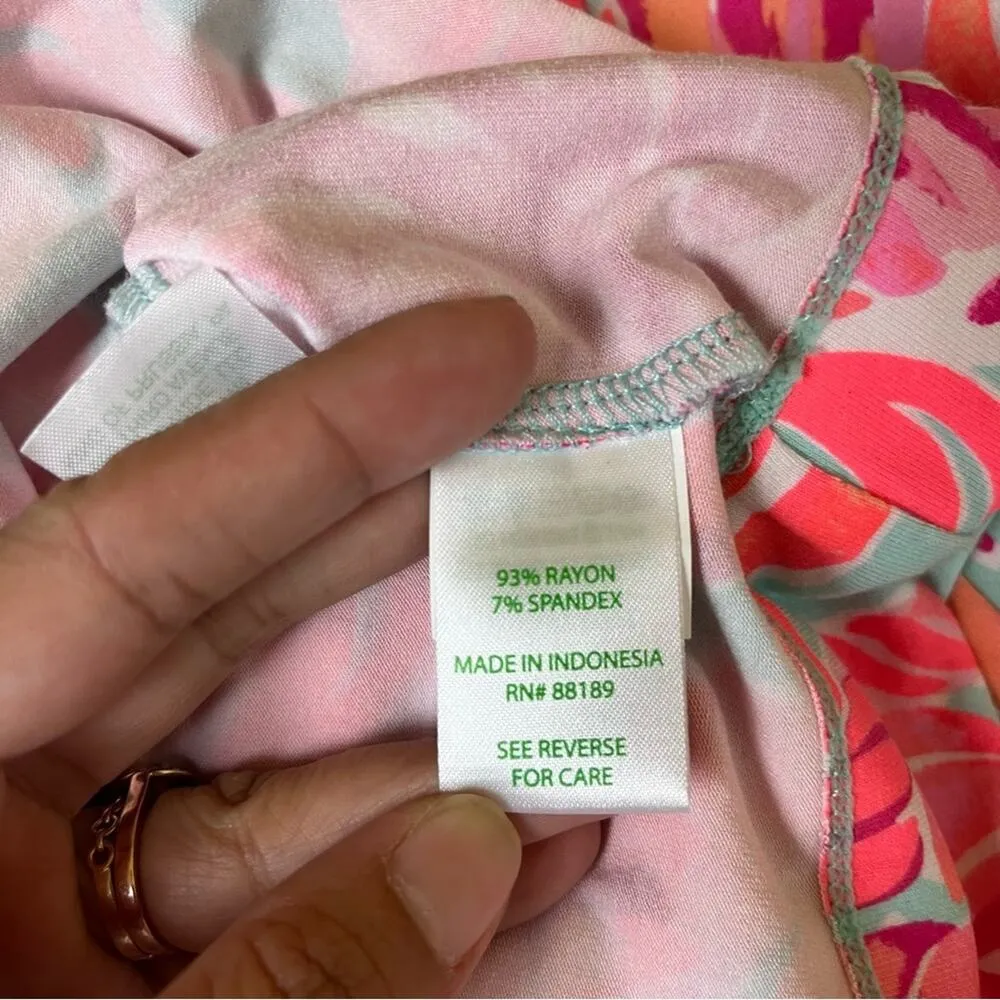 93% RAYON
7% SPANDEX
MADE IN INDONESIA
RN# 88189
SEE REVERSE
FOR CARE